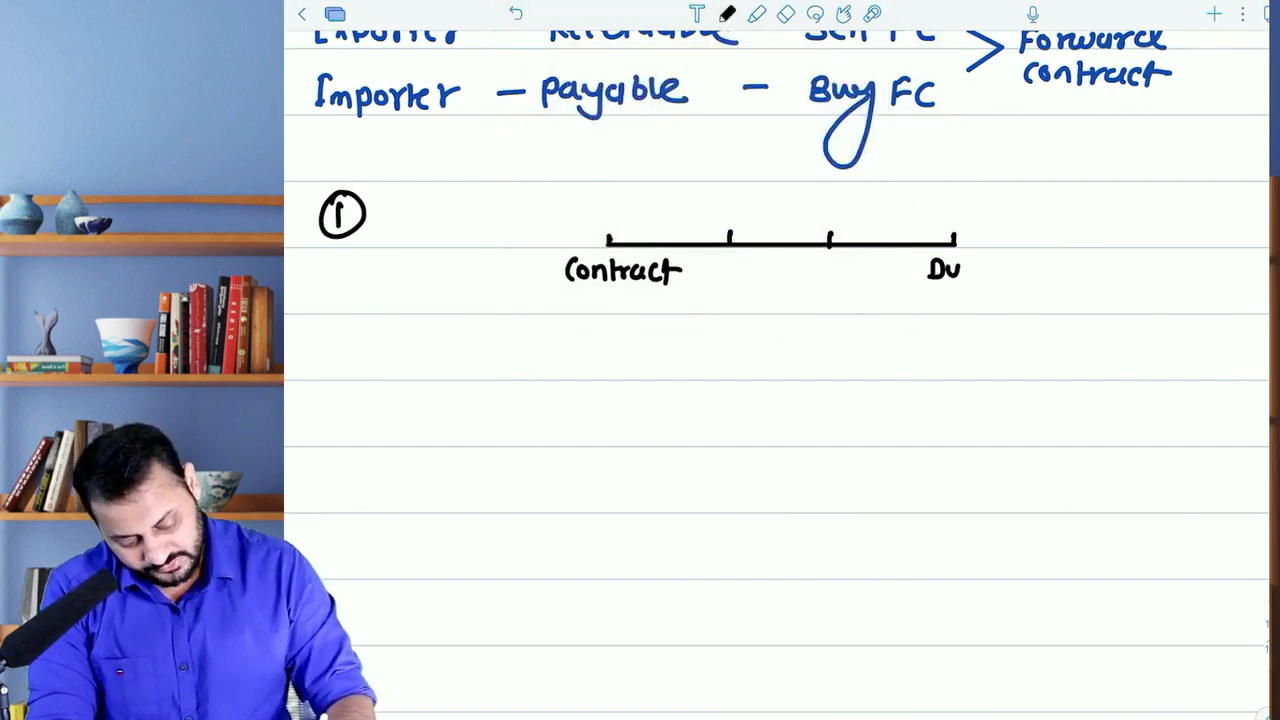 Importer - Payable - Buy FC
Forward
Contract
1
Contract
Du